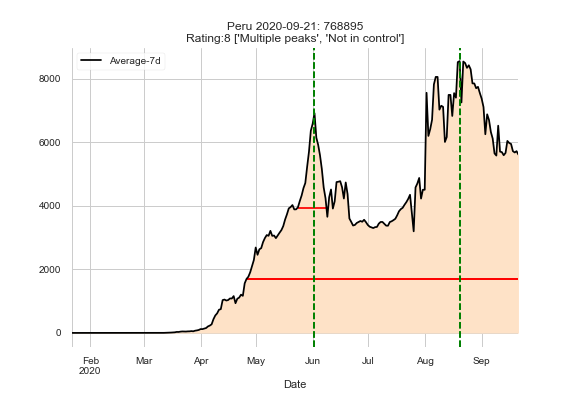 Peru 2020-09-21: 768895
Rating:8 ['Multiple peaks', 'Not in control']
Average-7d
8000
6000
4000
2000
0
Feb
2020
Mar
Apr
May
Jun
Jul
Aug
Sep
Date